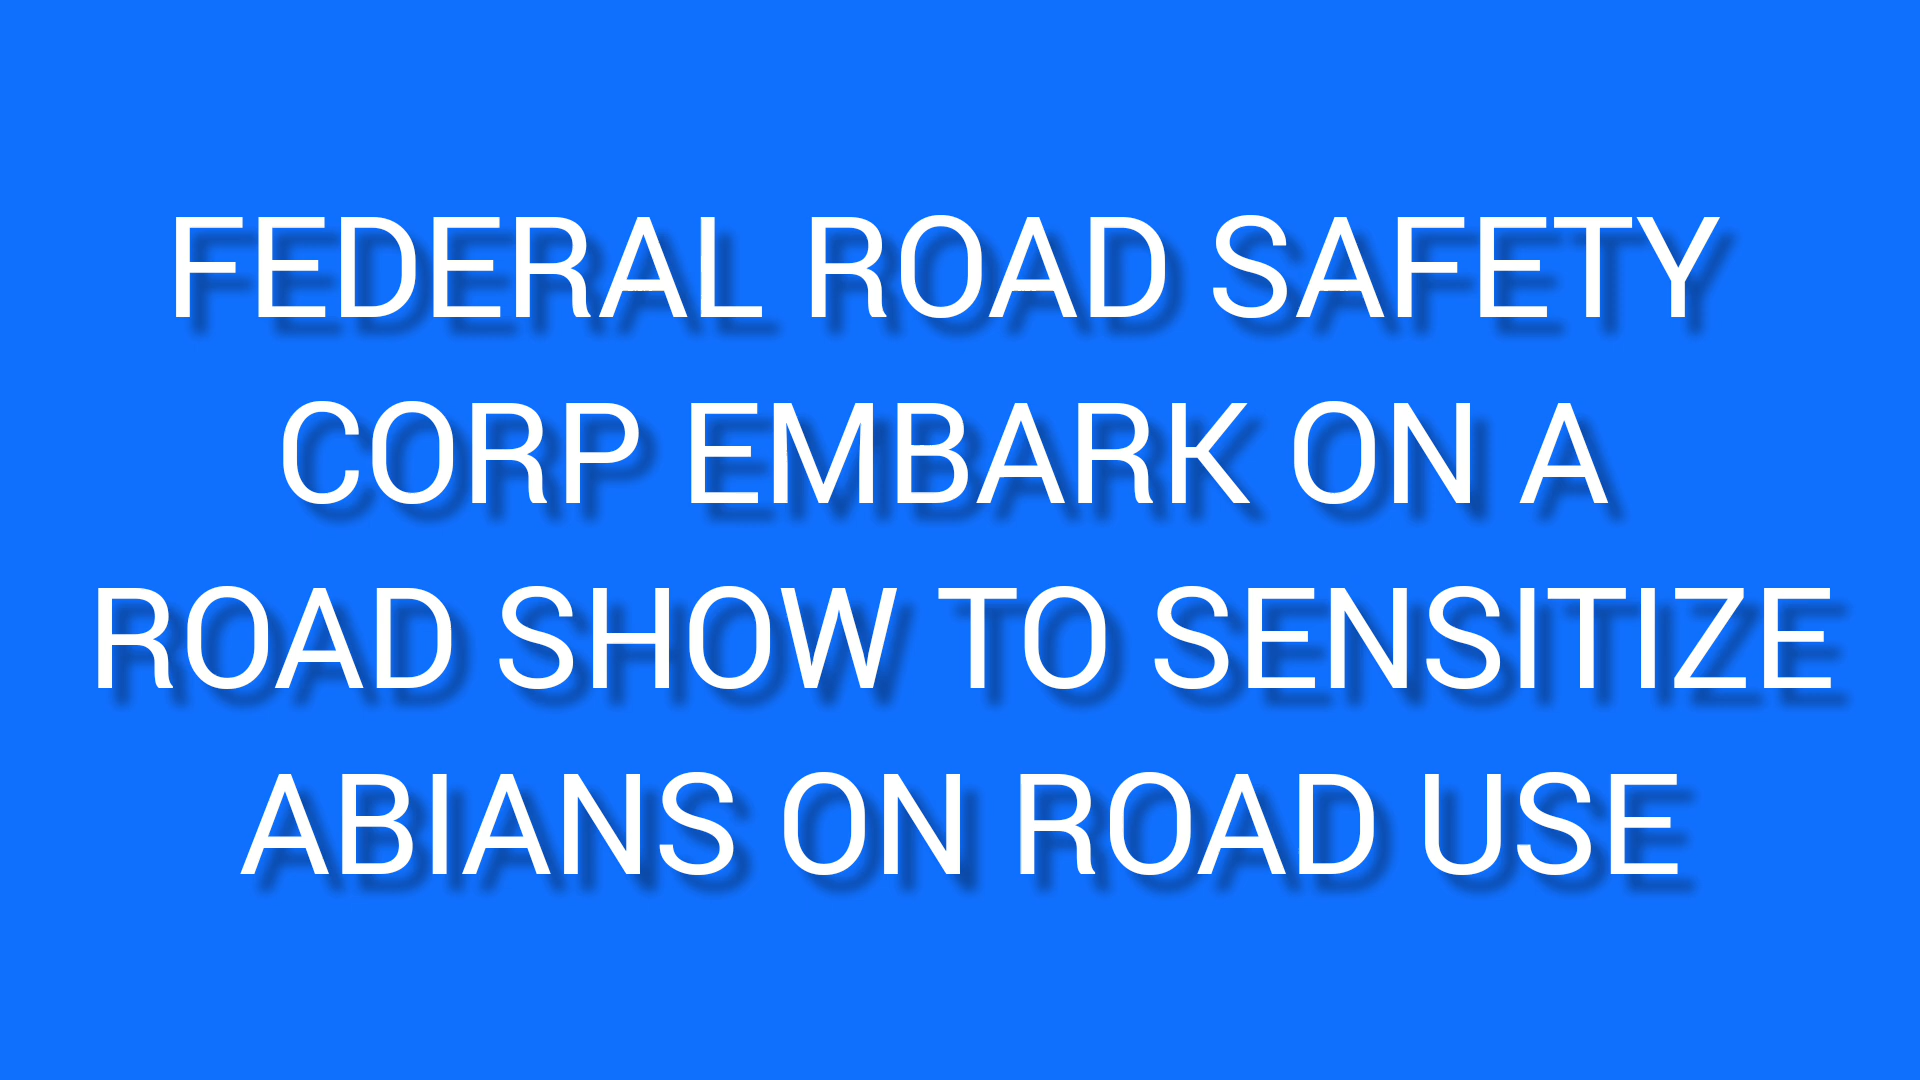 FEDERAL ROAD SAFETY
CORP EMBARK ON A
ROAD SHOW TO SENSITIZE
ABIANS ON ROAD USE